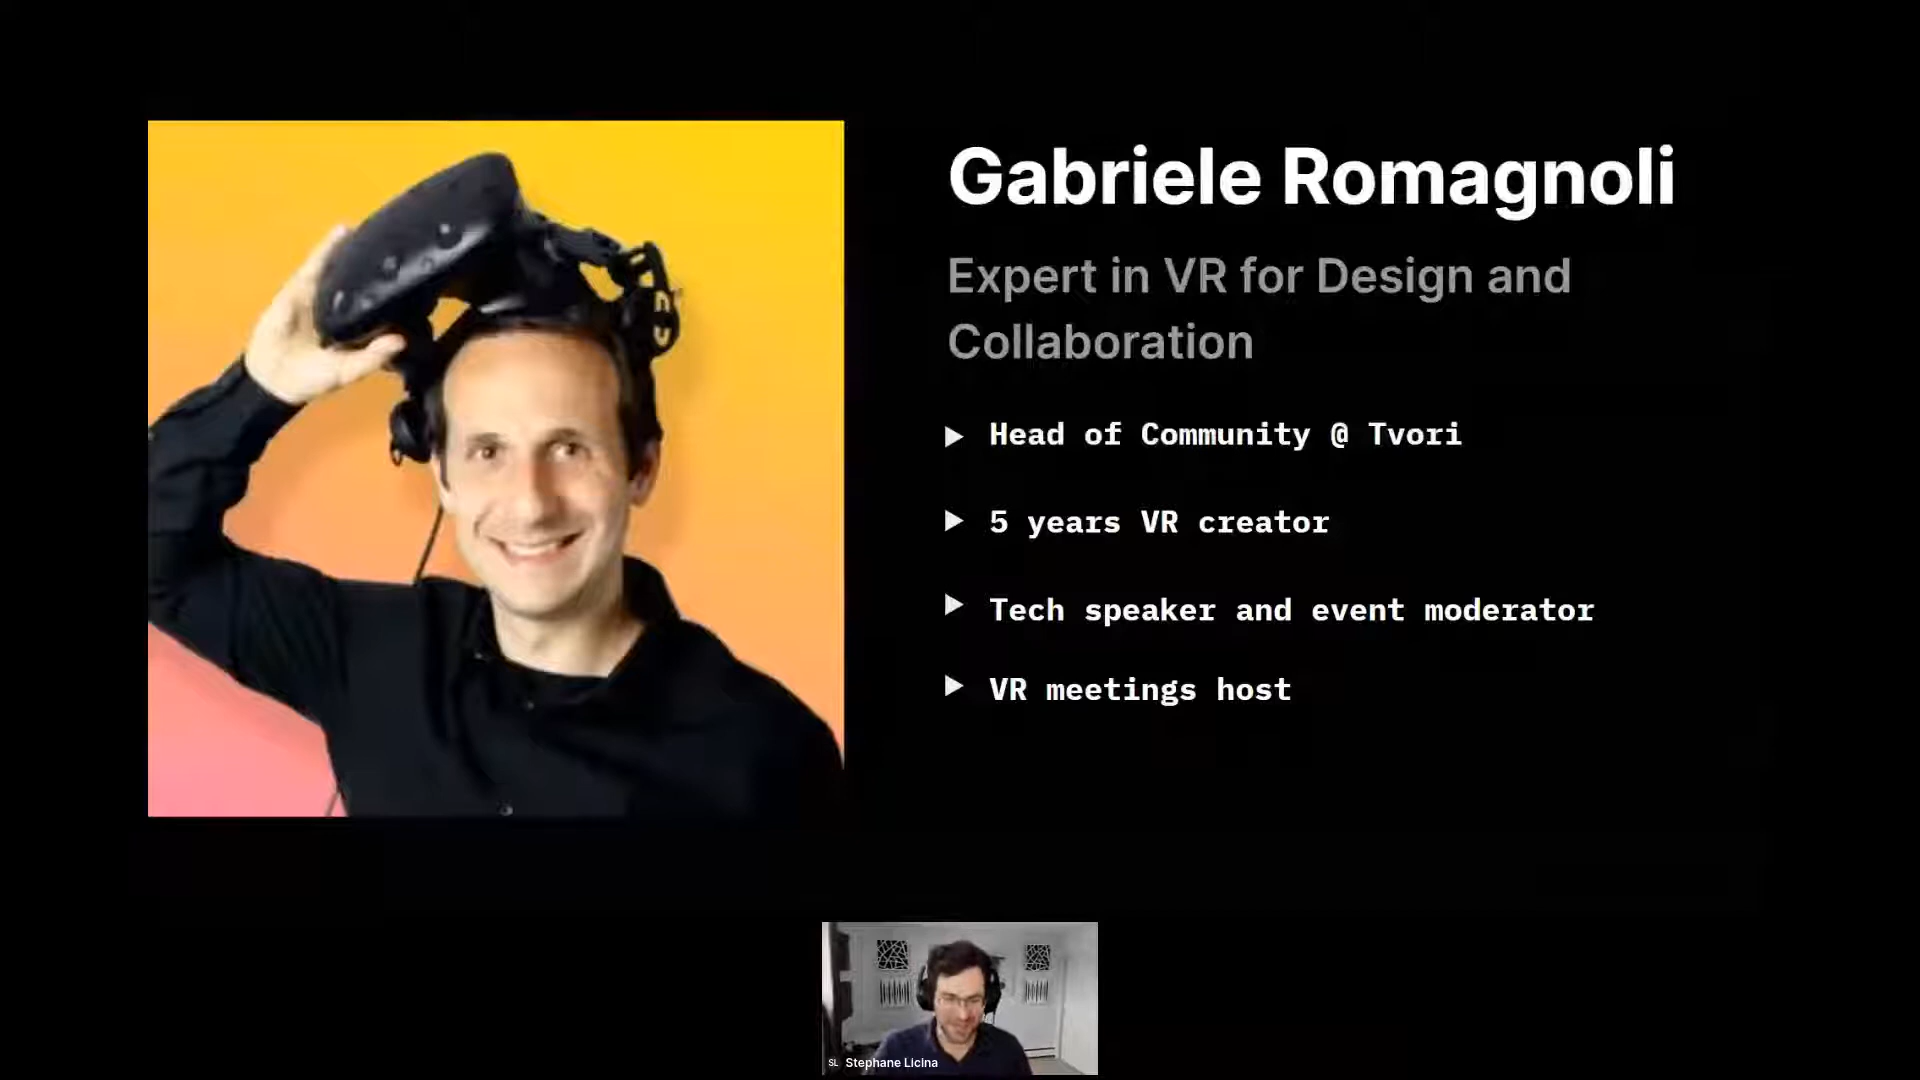 Gabriele Romagnoli
Expert in VR for Design and
Collaboration
Head of Community @ Tvori
5 years VR creator
Tech speaker and event moderator
VR meetings host
SL Stephane Licina